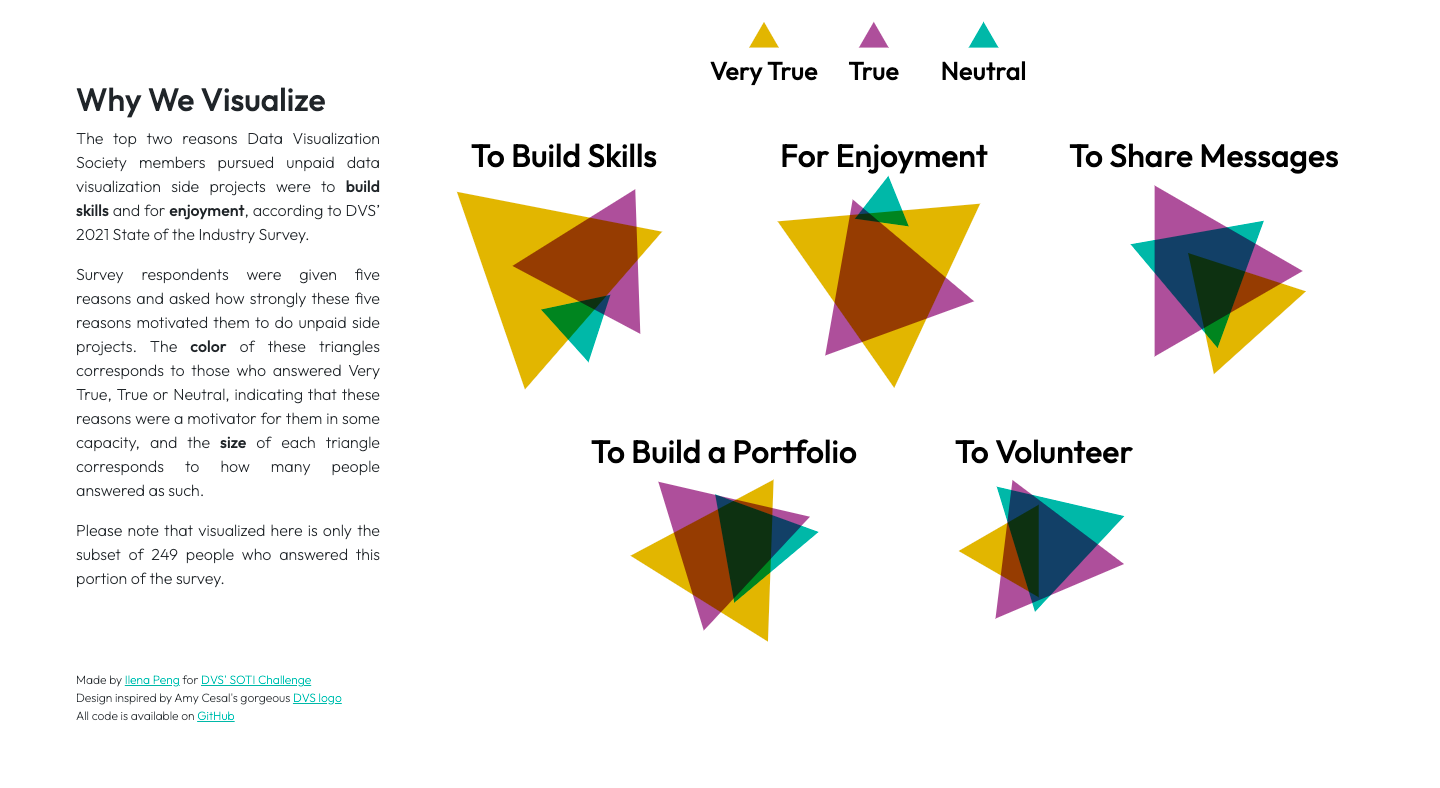 Very True
True
Neutral
Why We Visualize
The top two reasons Data Visualization
Society members pursued unpaid data
visualization side projects were to build
skills and for enjoyment, according to DVS’
2021 State of the Industry Survey.
Survey respondents were given five
reasons and asked how strongly these five
reasons motivated them to do unpaid side
projects. The color of these triangles
corresponds to those who answered Very
True, True or Neutral, indicating that these
reasons were a motivator for them in some
capacity, and the size of each triangle
corresponds to how many people
answered as such.
Please note that visualized here is only the
subset of 249 people who answered this
portion of the survey.
Made by Ilena Peng for DVS' SOTI Challenge
Design inspired by Amy Cesal's gorgeous DVS logo
All code is available on GitHub
To Build Skills
For Enjoyment
To Share Messages
To Build a Portfolio
To Volunteer